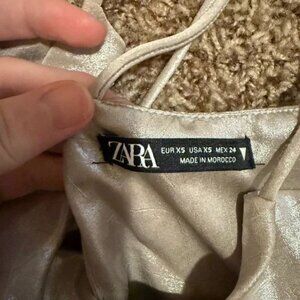 ZARA
EUR XS USA XS MEX 24
MADE IN MOROCCO